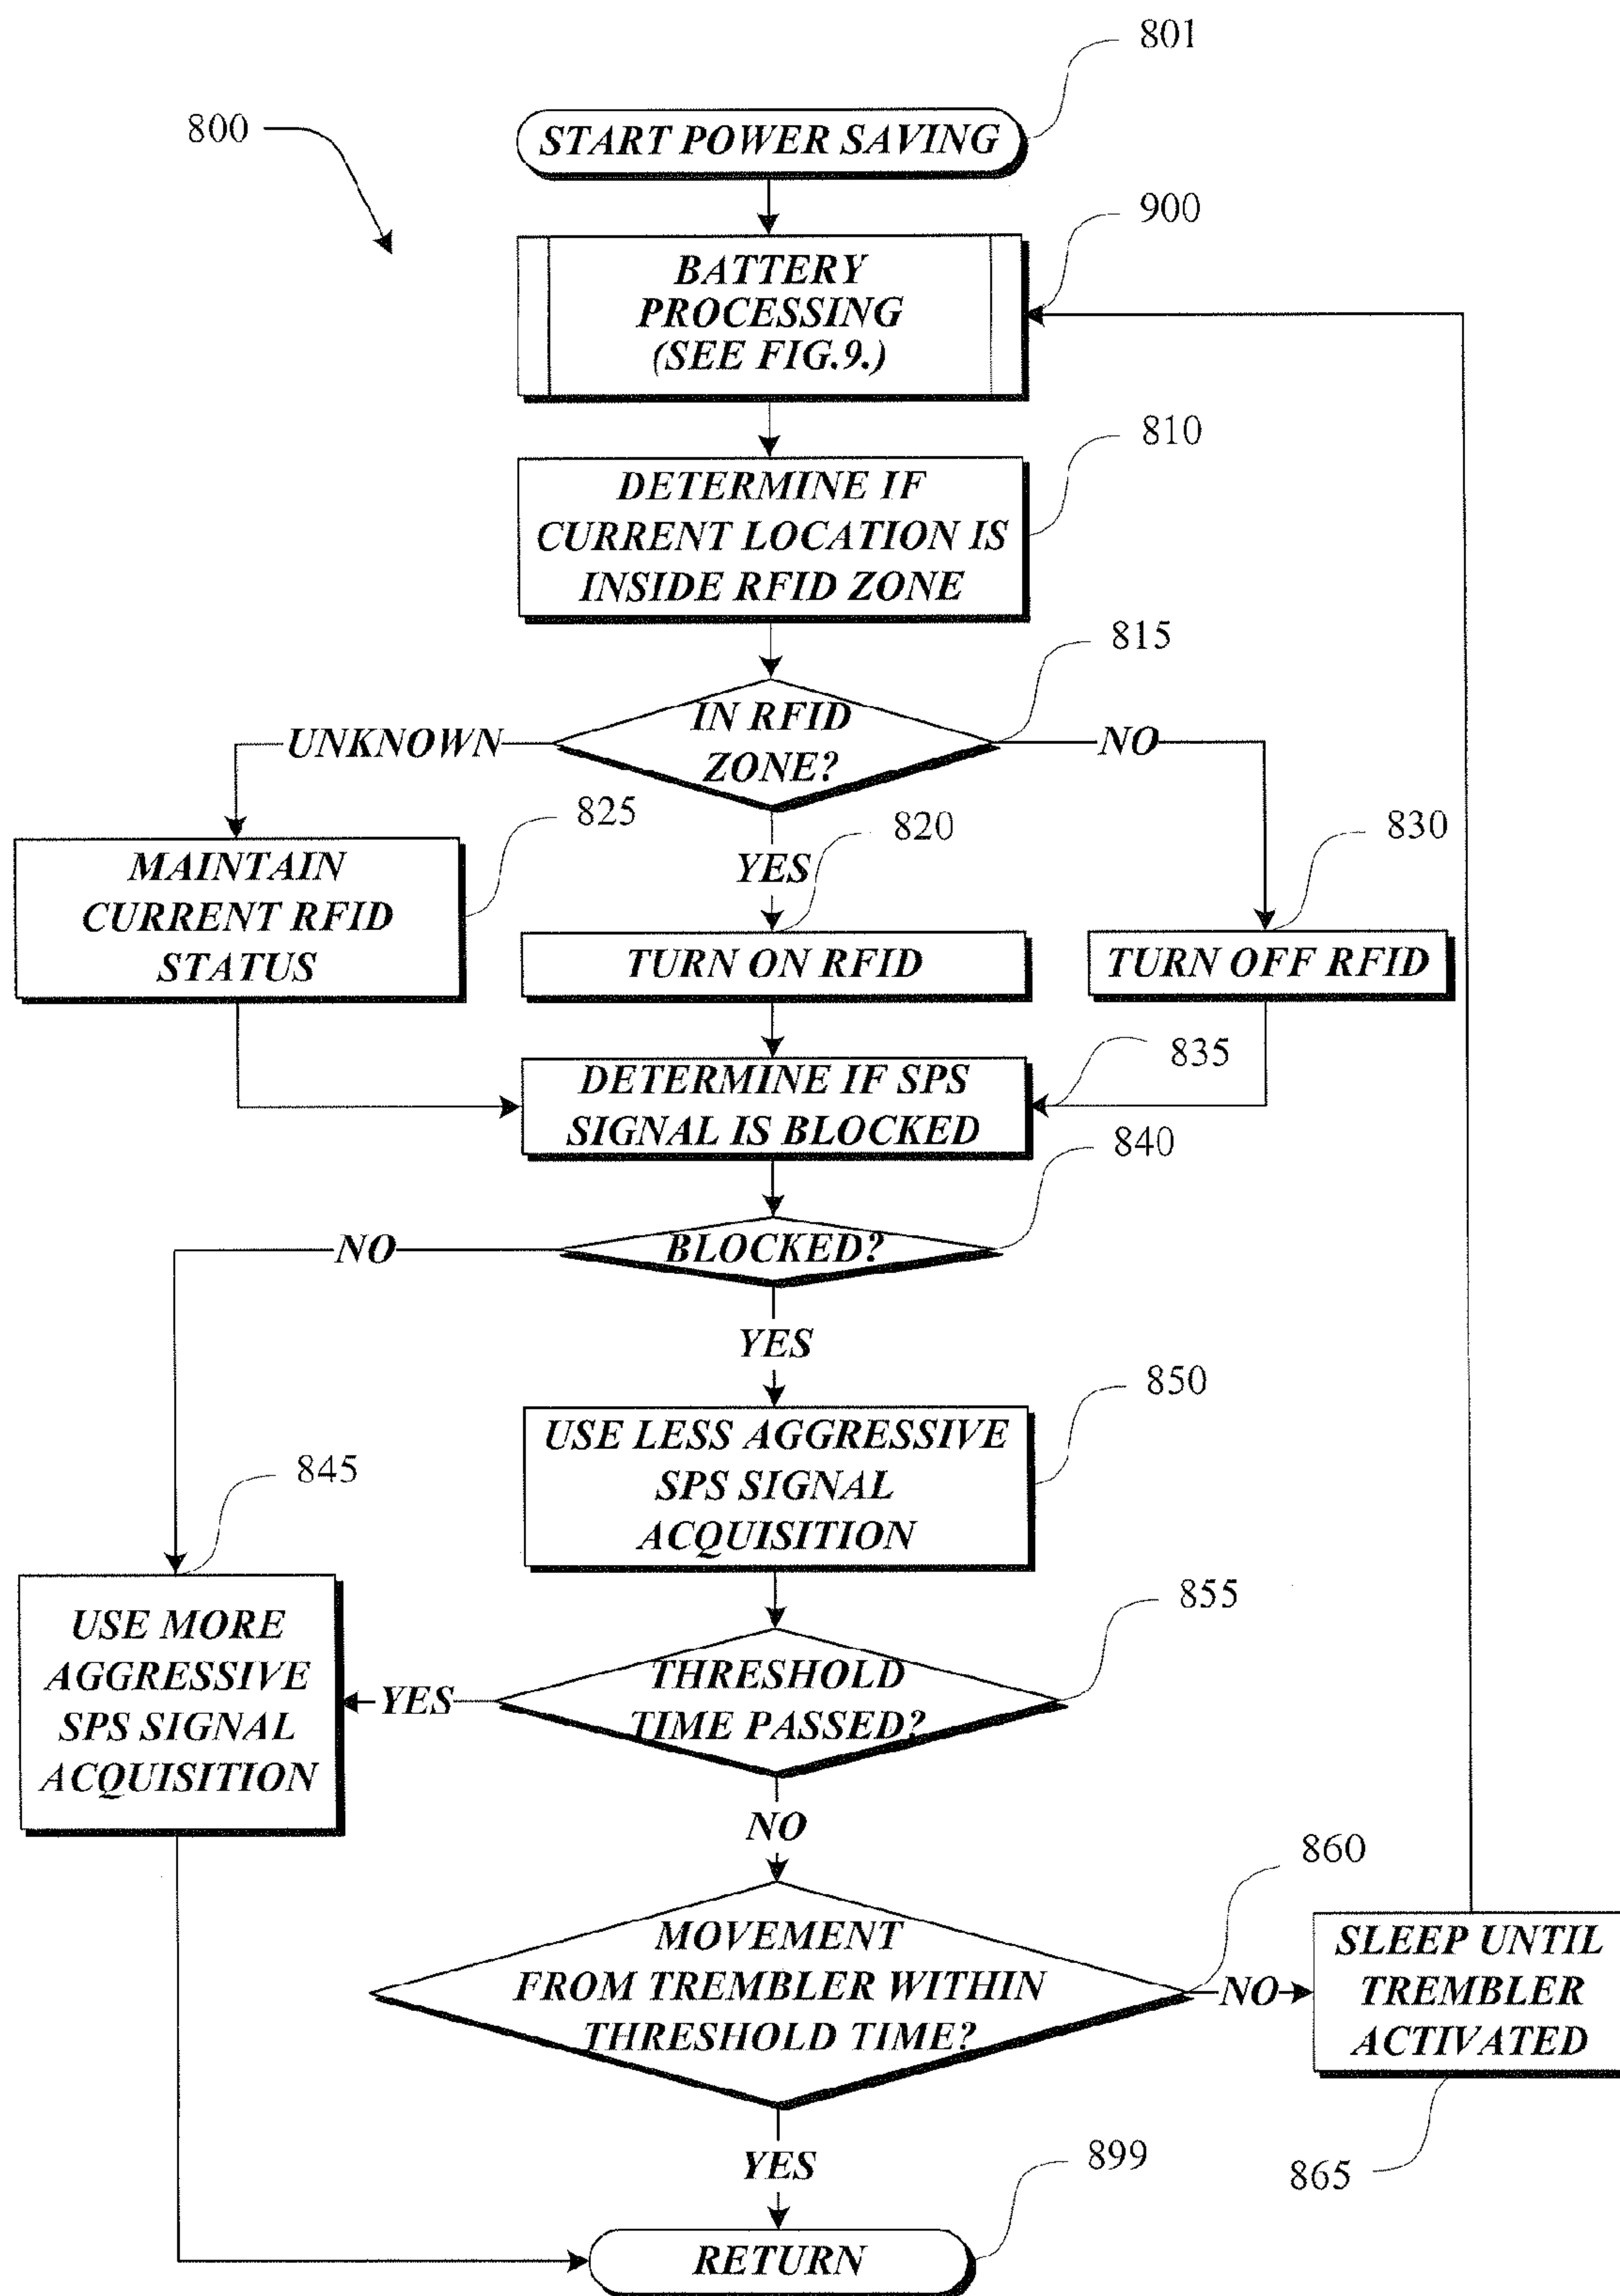 801
800
START POWER SAVING
900
BATTERY
PROCESSING
(SEE FIG.9.)
810
DETERMINE IF
CURRENT LOCATION IS
INSIDE RFID ZONE
815
IN RFID
ZONE?
UNKNOWN
NO
825
820
830
YES
MAINTAIN
CURRENT RFID
STATUS
TURN ON RFID
TURN OFF RFID
835
DETERMINE IF SPS
SIGNAL IS BLOCKED
840
BLOCKED?
NO
YES
850
USE LESS AGGRESSIVE
SPS SIGNAL
ACQUISITION
845
855
USE MORE
AGGRESSIVE
SPS SIGNAL
ACQUISITION
YES
THRESHOLD
TIME PASSED?
NO
860
MOVEMENT
FROM TREMBLER WITHIN
THRESHOLD TIME?
NO
SLEEP UNTIL
TREMBLER
ACTIVATED
865
YES
899
RETURN